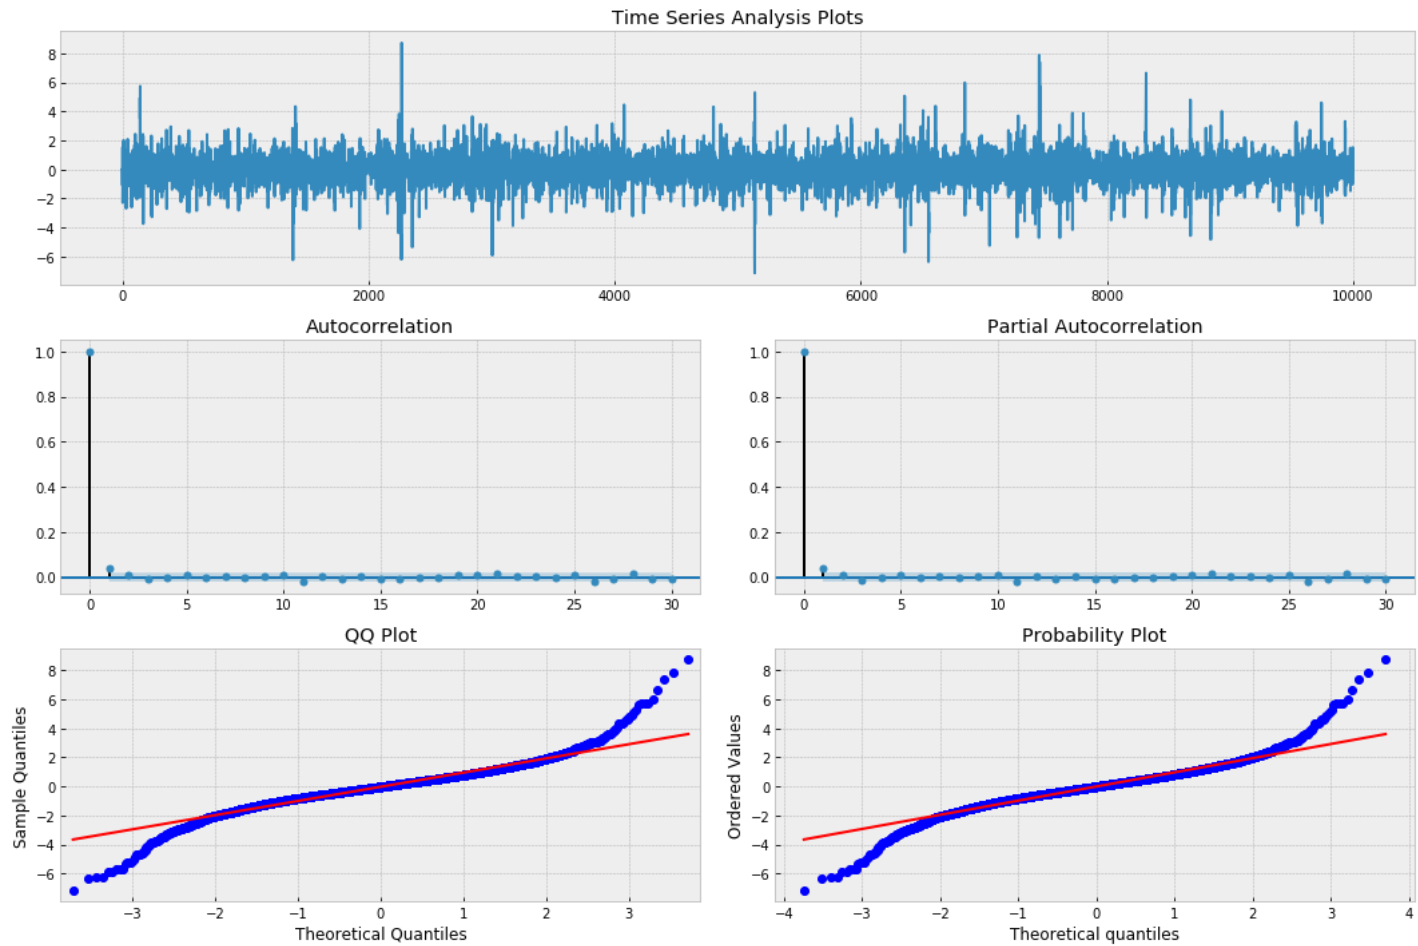 Time Series Analysis Plots
8
6
4
2
0
−2
−4
−6
0 2000 4000 6000 8000 10000
Autocorrelation
1.0
0.8
0.6
0.4
0.2
0.0
0 5 10 15 20 25 30
Partial Autocorrelation
1.0
0.8
0.6
0.4
0.2
0.0
0 5 10 15 20 25 30
QQ Plot
Sample Quantiles
8
6
4
2
0
−2
−4
−6
−3 −2 −1 0 1 2 3
Theoretical Quantiles
Probability Plot
Ordered Values
8
6
4
2
0
−2
−4
−6
−4 −3 −2 −1 0 1 2 3 4
Theoretical quantiles